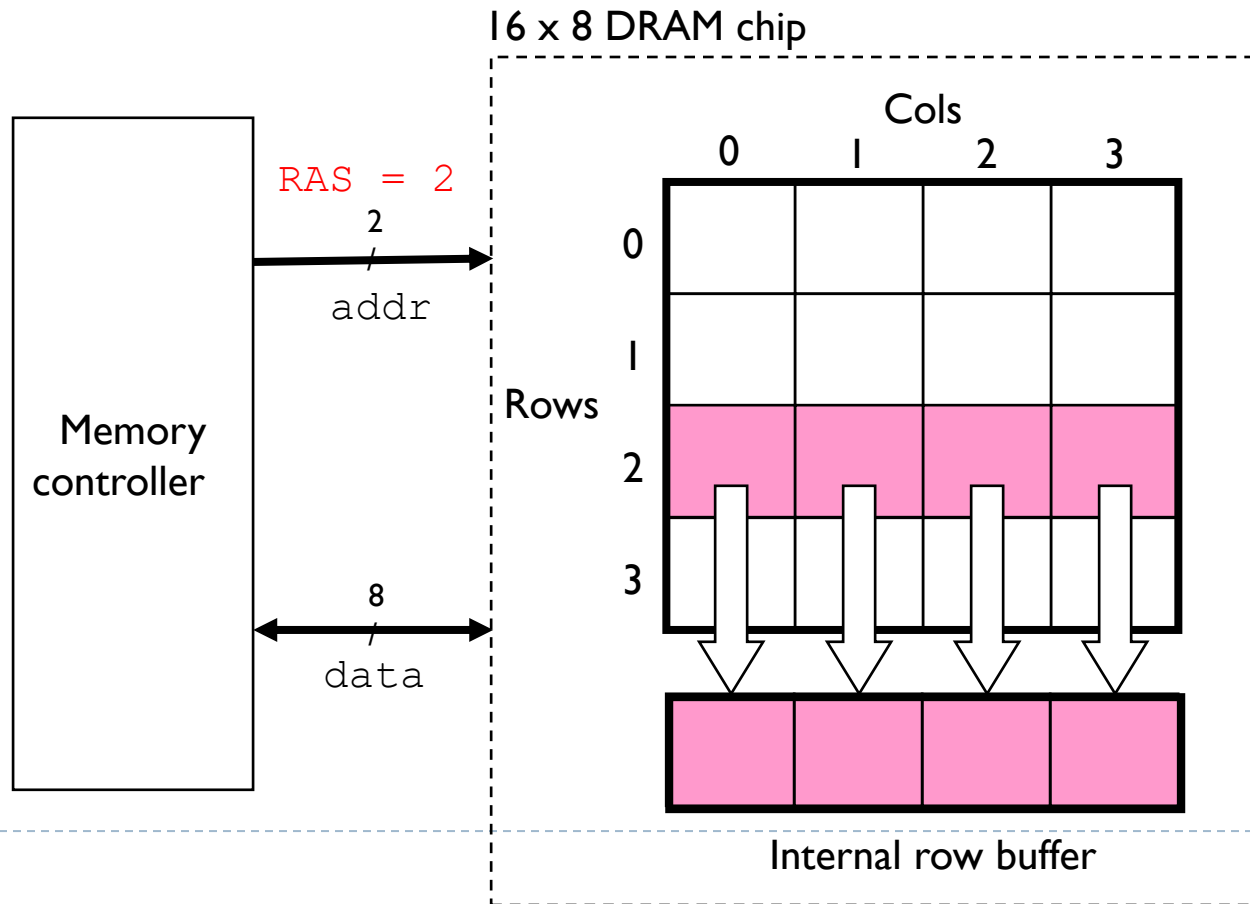 16 x 8 DRAM chip
Cols
0 1 2 3
RAS = 2
2
addr
0
1
Rows
2
3
Memory
controller
8
data
Internal row buffer